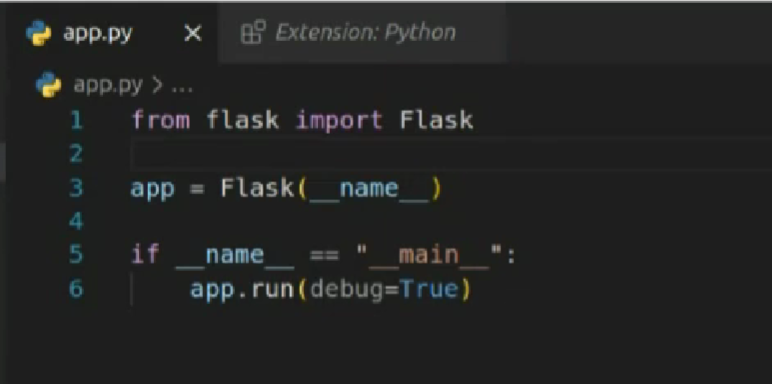 app.py × Extension: Python
app.py > ...
1 from flask import Flask
2
3 app = Flask(__name__)
4
5 if __name__ == "__main__":
6     app.run(debug=True)